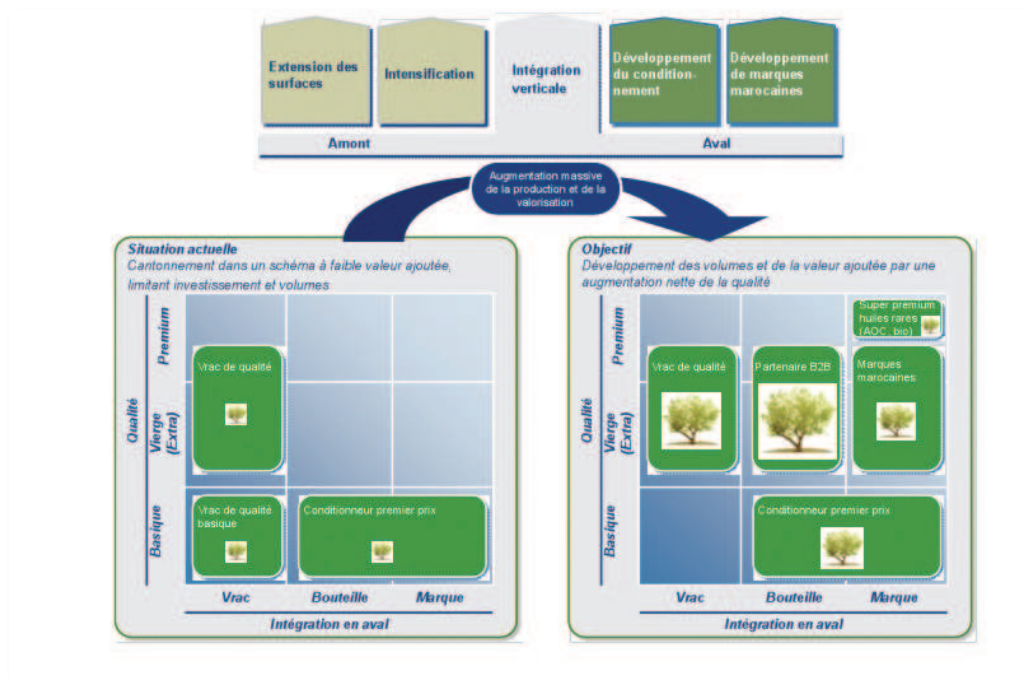 Extension des
surfaces
Intensification
Intégration
verticale
Développement
du condition-
nement
Développement
de marques
marocaines
Amont
Aval
Augmentation massive
de la production et de la
valorisation
Situation actuelle
Cantonnement dans un schéma à faible valeur ajoutée,
limitant investissement et volumes
Qualité
Premium
Vierge
(Extra)
Basique
Vrac de qualité
Vrac de qualité
basique
Conditionneur premier prix
Vrac
Bouteille
Marque
Intégration en aval
Objectif
Développement des volumes et de la valeur ajoutée par une
augmentation nette de la qualité
Qualité
Premium
Vierge
(Extra)
Basique
Super premium
huiles rares
(AOC, bio)
Vrac de qualité
Partenaire B2B
Marques
marocaines
Conditionneur premier prix
Vrac
Bouteille
Marque
Intégration en aval